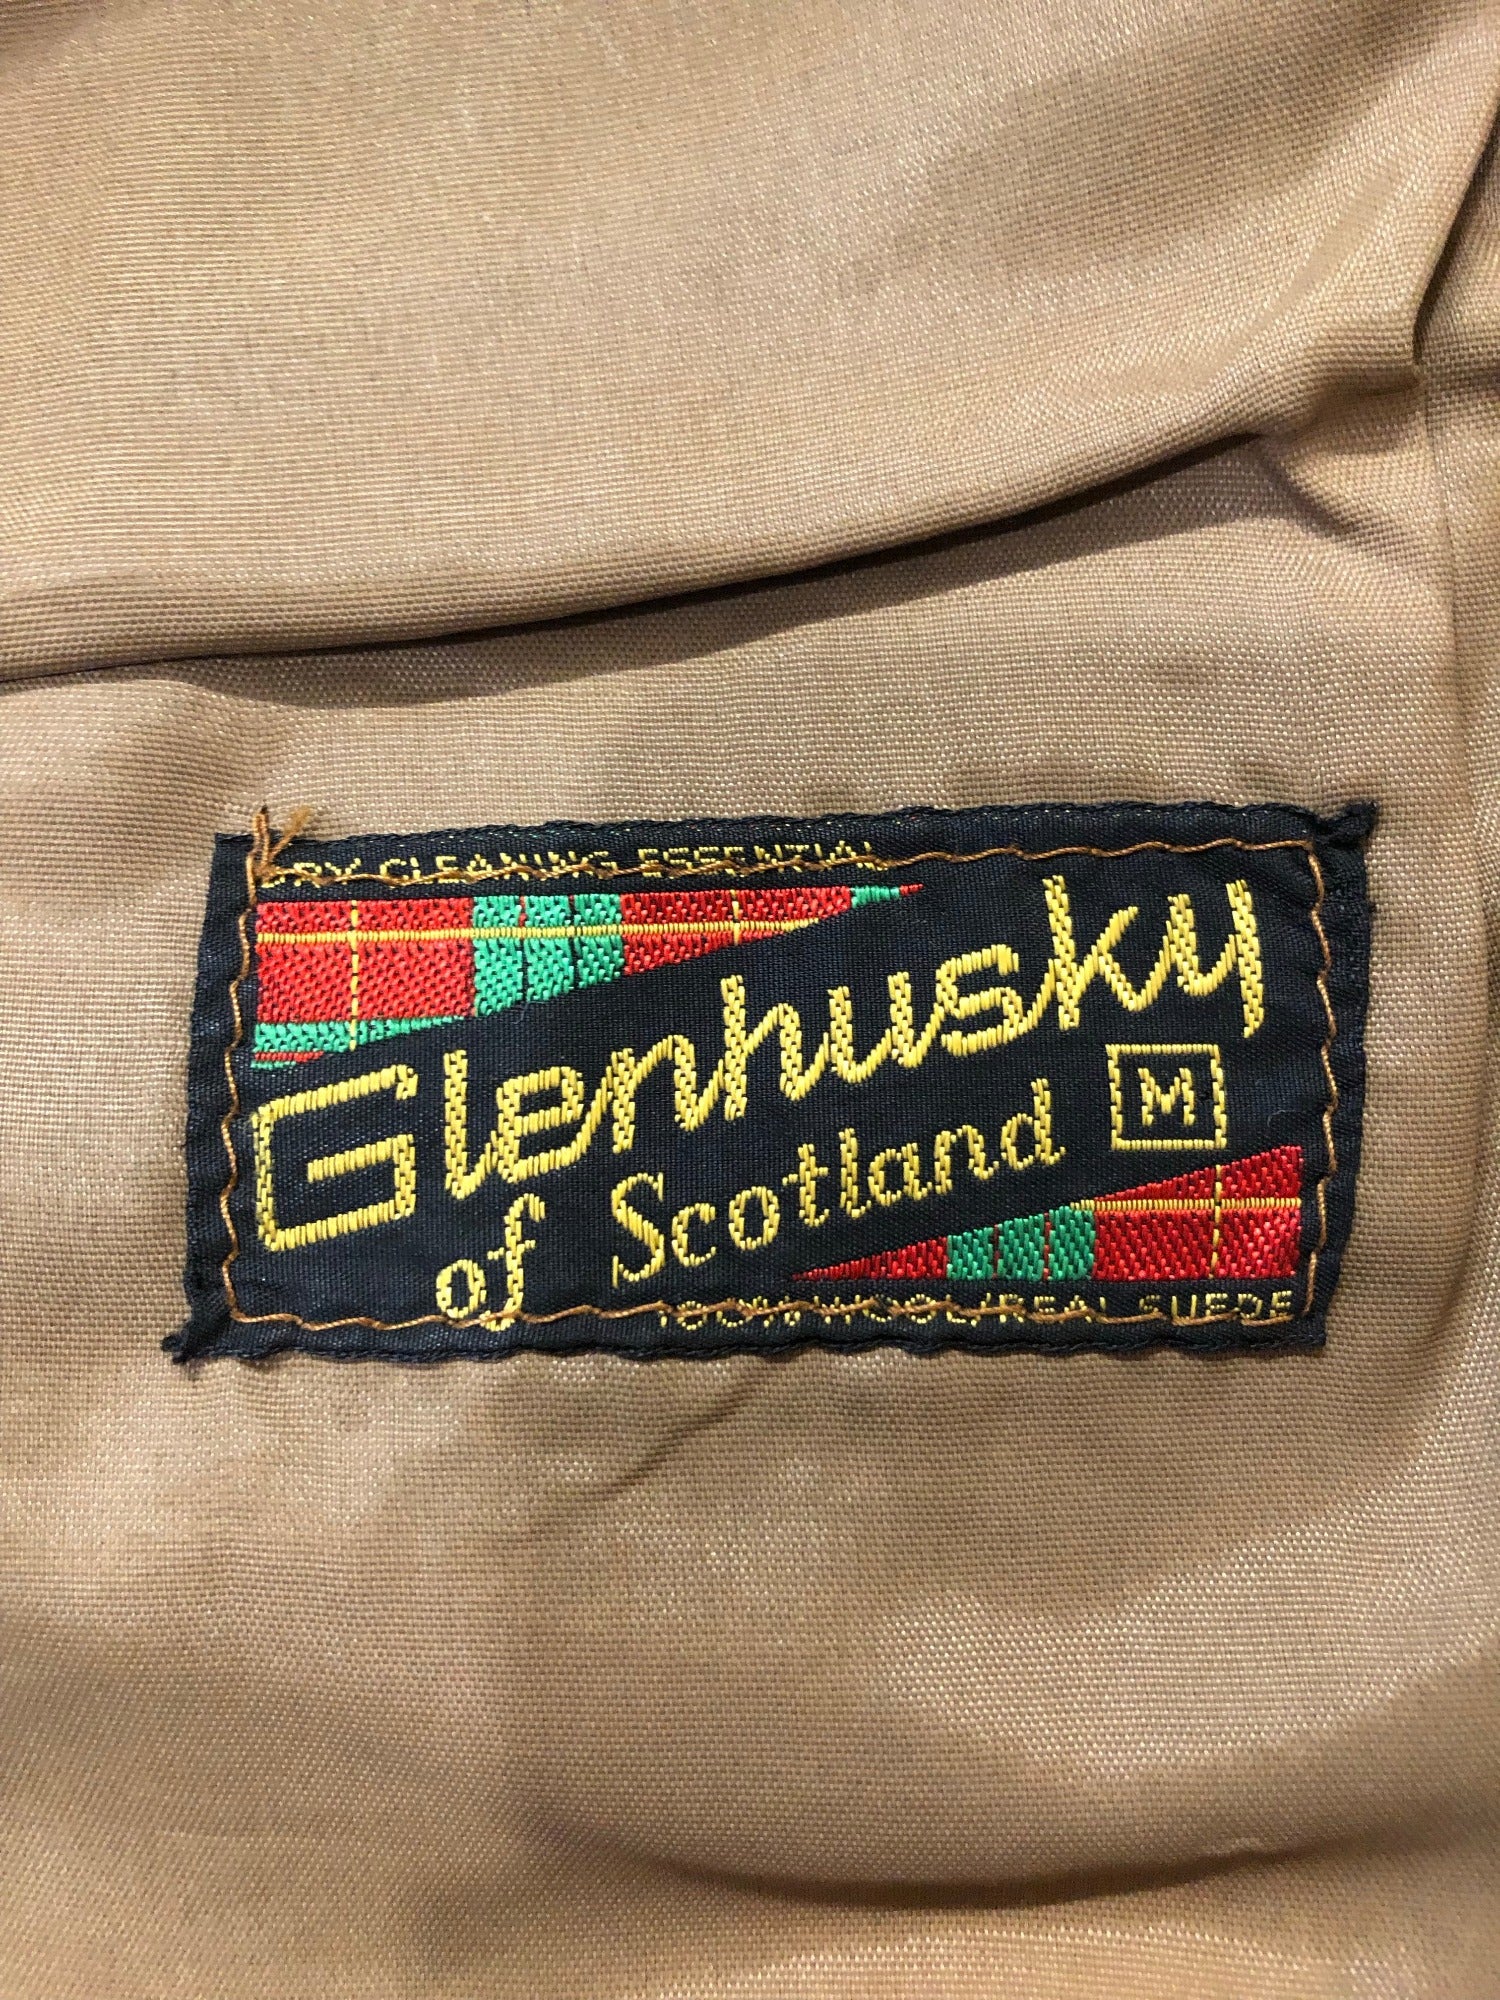 DRY CLEANING ESSENTIAL
Glenhusky
of Scotland M
100% WOOL/REAL SUEDE